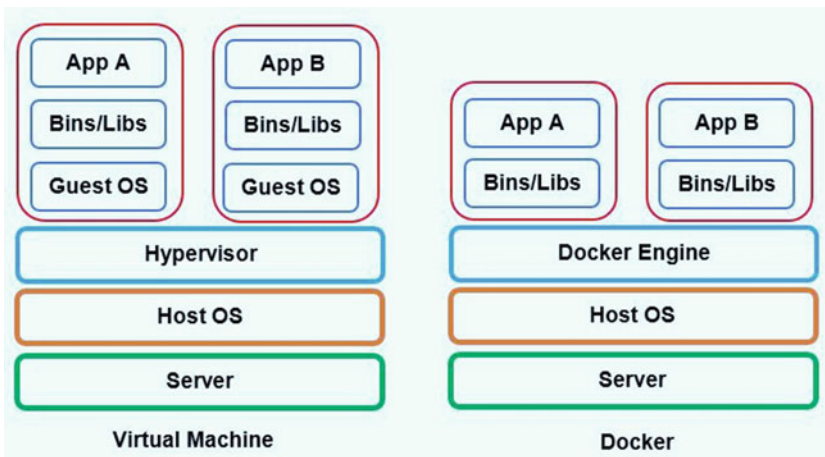 App A
Bins/Libs
Guest OS
App B
Bins/Libs
Guest OS
Hypervisor
Host OS
Server
Virtual Machine
App A
Bins/Libs
App B
Bins/Libs
Docker Engine
Host OS
Server
Docker